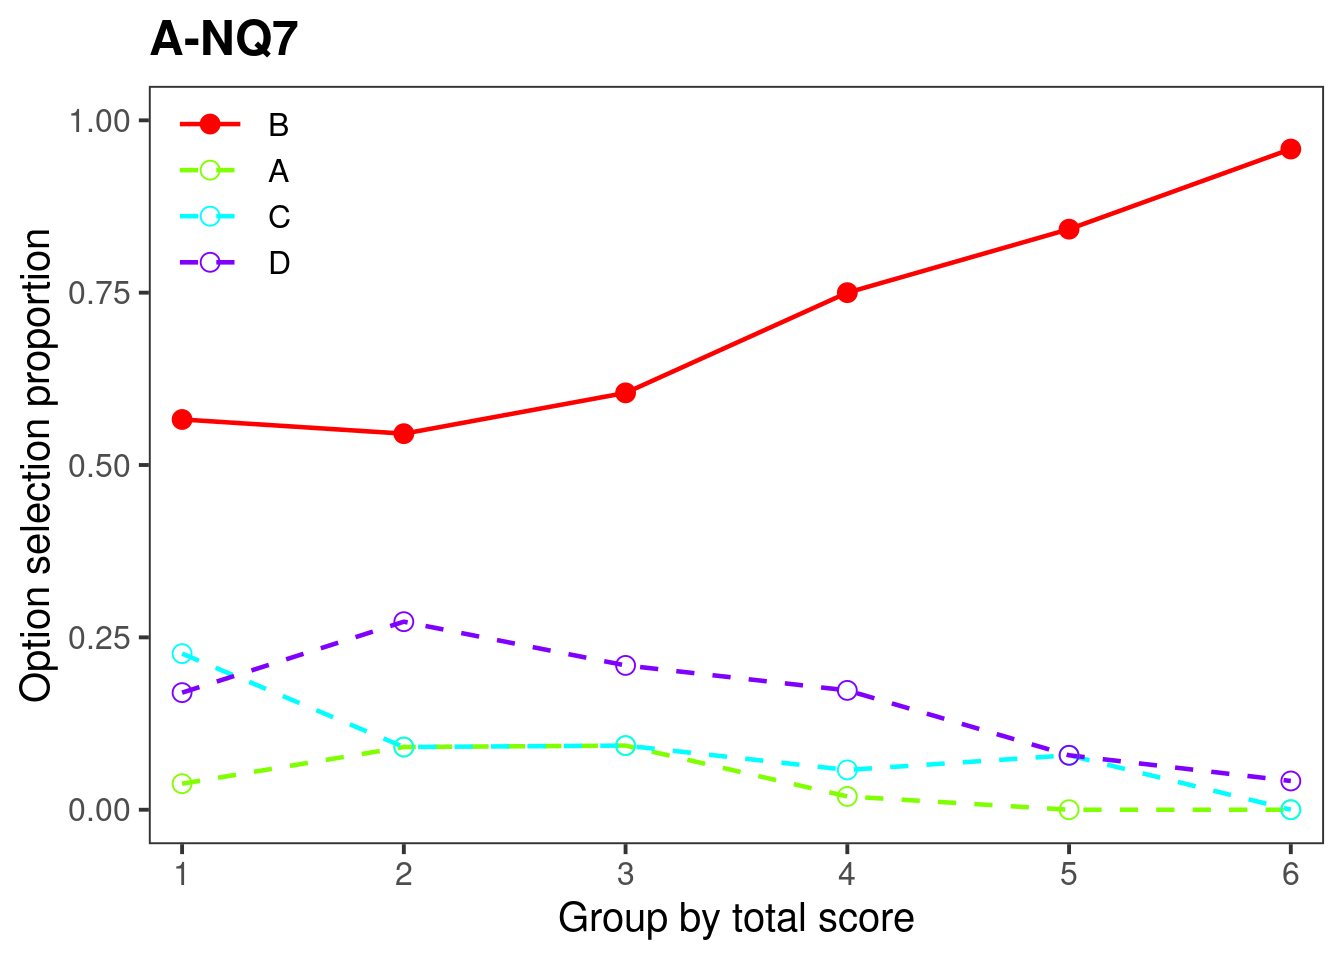 A-NQ7
1.00
0.75
0.50
0.25
0.00
Option selection proportion
B
A
C
D
1 2 3 4 5 6
Group by total score